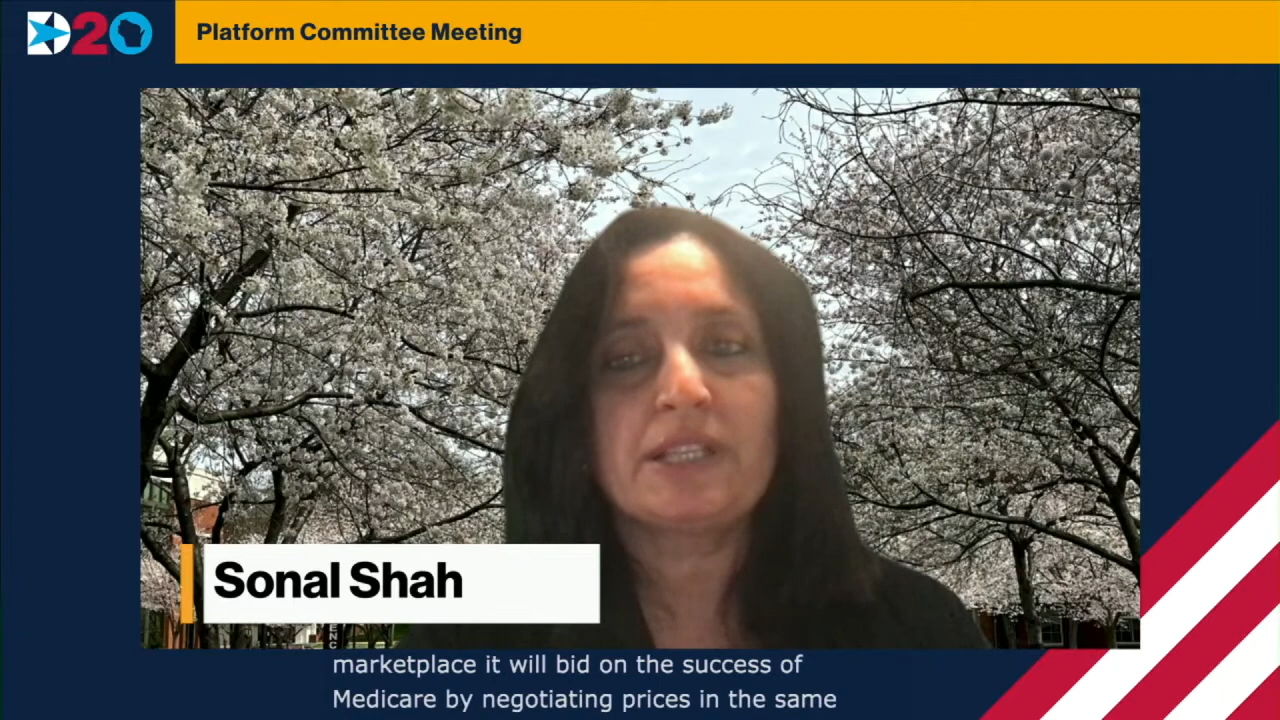 D20
Platform Committee Meeting
Sonal Shah
ENC
marketplace it will bid on the success of
Medicare by negotiating prices in the same